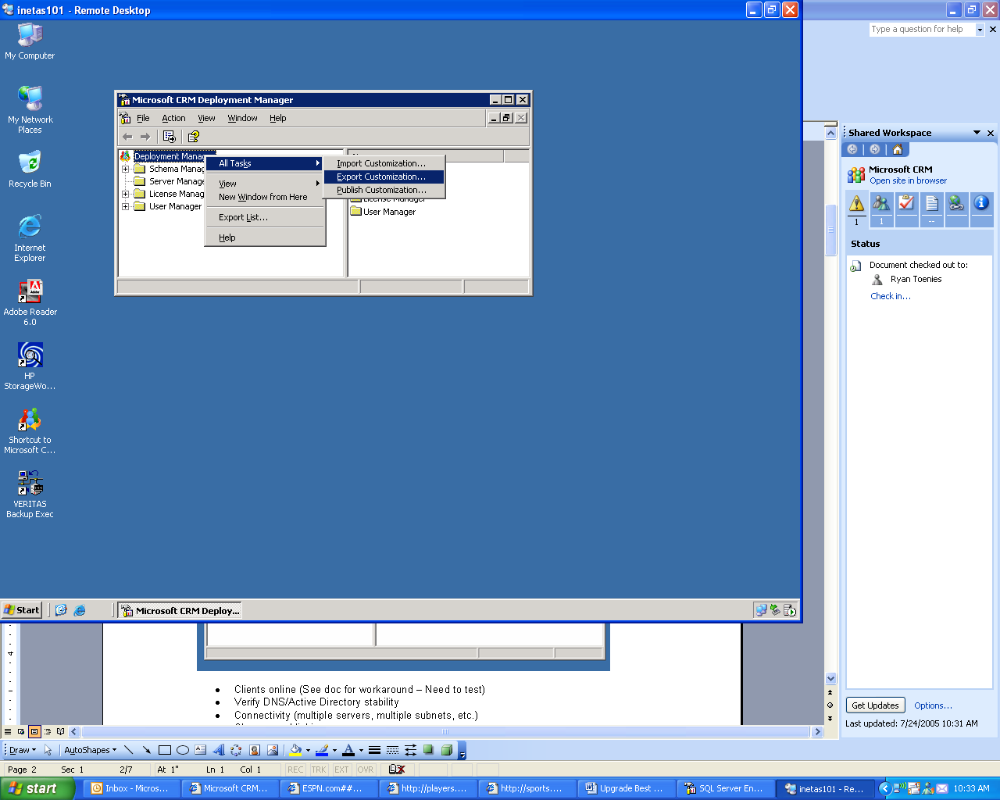 inetas101 - Remote Desktop
Type a question for help
My Computer
My Network
Places
Recycle Bin
Internet
Explorer
Adobe Reader
6.0
HP
StorageWo...
Shortcut to
Microsoft C...
VERITAS
Backup Exec
Microsoft CRM Deployment Manager
File Action View Window Help
Deployment Manag
Schema Manag
Server Manage
License Manag
User Manager
All Tasks
View
New Window from Here
Export List...
Help
Import Customization...
Export Customization...
Publish Customization...
License Manager
User Manager
Shared Workspace
Microsoft CRM
Open site in browser
1
1
--
Status
Document checked out to:
Ryan Toenies
Check in...
Get Updates
Options...
Last updated: 7/24/2005 10:31 AM
Start
Microsoft CRM Deploy...
4
Clients online (See doc for workaround – Need to test)
Verify DNS/Active Directory stability
Connectivity (multiple servers, multiple subnets, etc.)
Draw
AutoShapes
A
Page 2 Sec 1 2/7 At 1" Ln 1 Col 1 REC TRK EXT OVR
start
Inbox - Micros...
Microsoft CRM...
ESPN.com##...
http://players....
http://sports....
Upgrade Best ...
SQL Server En...
inetas101 - Re...
10:33 AM